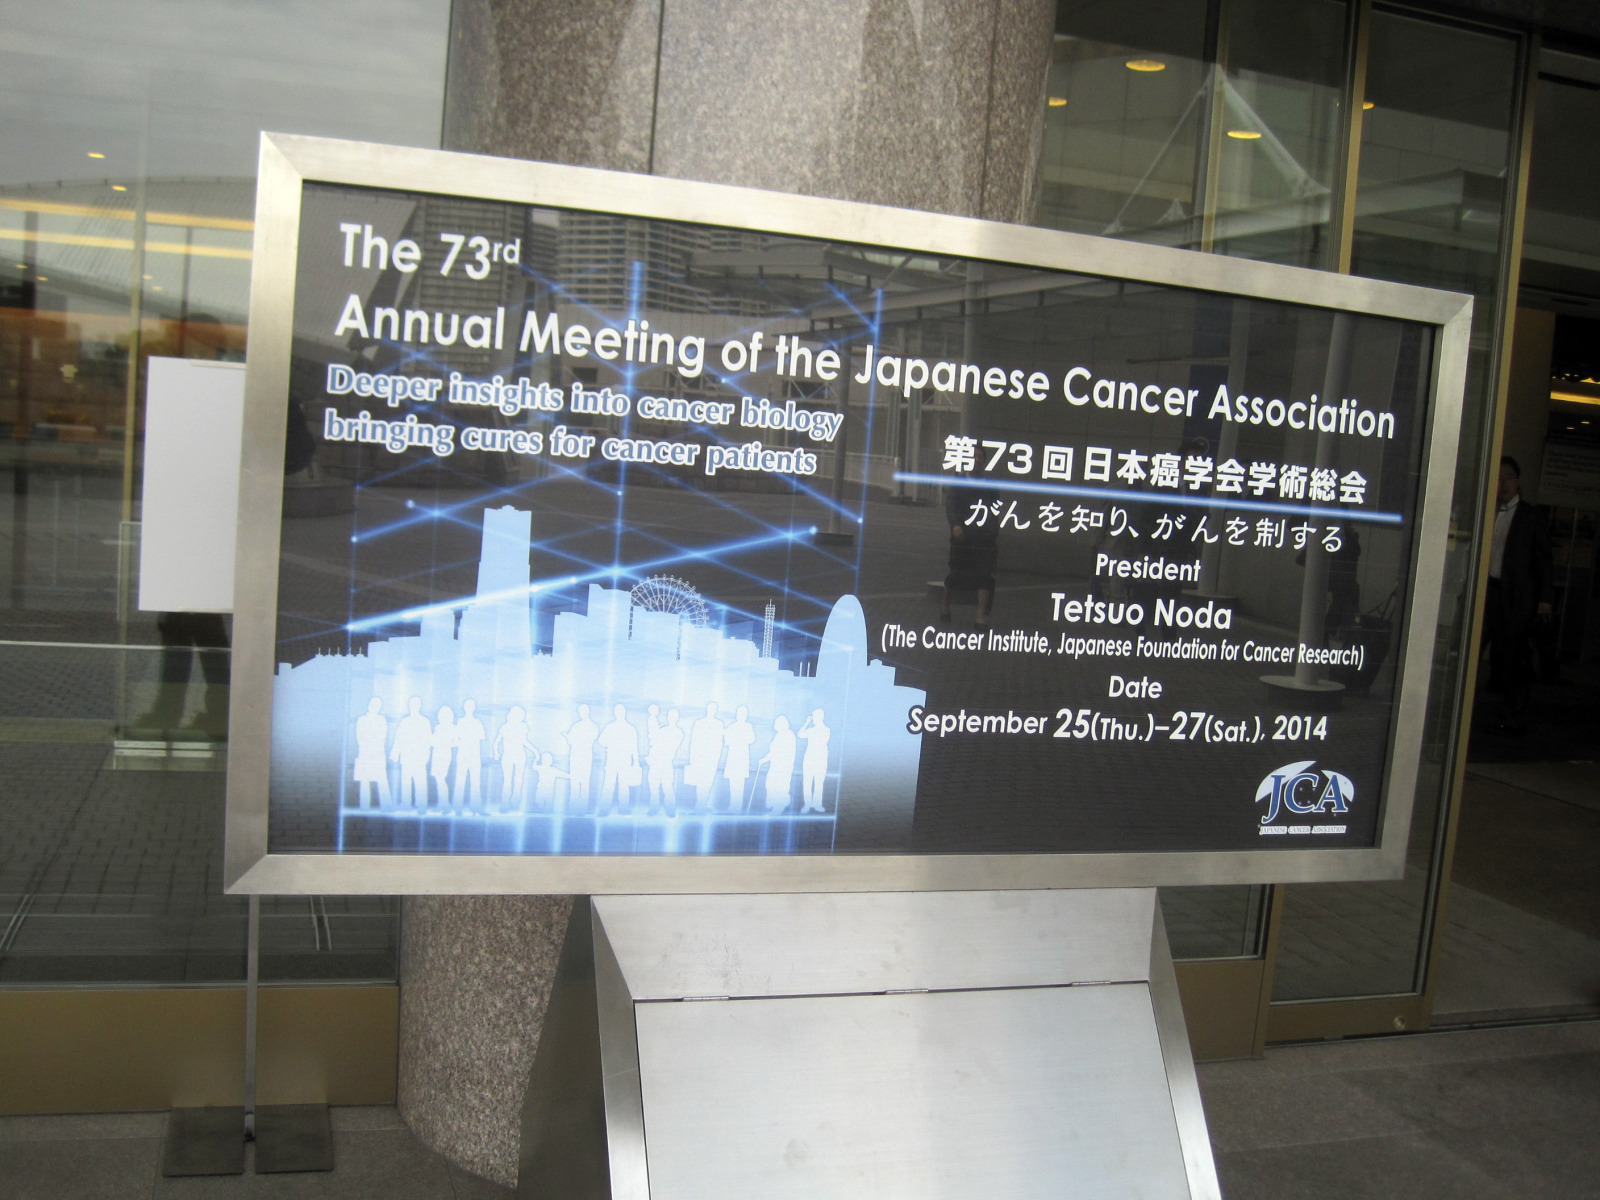 The 73rd
Annual Meeting of the Japanese Cancer Association
Deeper insights into cancer biology
bringing cures for cancer patients
第73回 日本癌学会学術総会
がんを知り、がんを制する
President
Tetsuo Noda
(The Cancer Institute, Japanese Foundation for Cancer Research)
Date
September 25(Thu.)–27(Sat.), 2014
JCA
JAPANESE CANCER ASSOCIATION